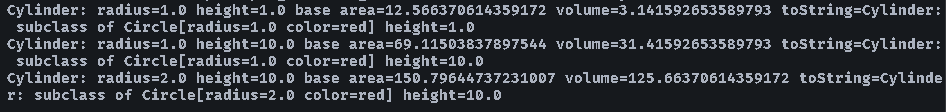 Cylinder: radius=1.0 height=1.0 base area=12.566370614359172 volume=3.141592653589793 toString=Cylinder:
 subclass of Circle[radius=1.0 color=red] height=1.0
Cylinder: radius=1.0 height=10.0 base area=69.11503837897544 volume=31.41592653589793 toString=Cylinder:
 subclass of Circle[radius=1.0 color=red] height=10.0
Cylinder: radius=2.0 height=10.0 base area=150.79644737231007 volume=125.66370614359172 toString=Cylinde
r: subclass of Circle[radius=2.0 color=red] height=10.0